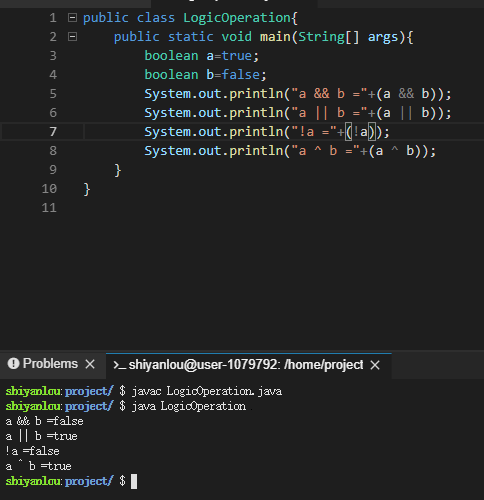 1 public class LogicOperation{
2 public static void main(String[] args){
3 boolean a=true;
4 boolean b=false;
5 System.out.println("a && b ="+(a && b));
6 System.out.println("a || b ="+(a || b));
7 System.out.println("!a ="+(!a));
8 System.out.println("a ^ b ="+(a ^ b));
9 }
10 }
11
Problems × >_ shiyanlou@user-1079792: /home/project ×
shiyanlou:project/ $ javac LogicOperation.java
shiyanlou:project/ $ java LogicOperation
a && b =false
a || b =true
!a =false
a ^ b =true
shiyanlou:project/ $